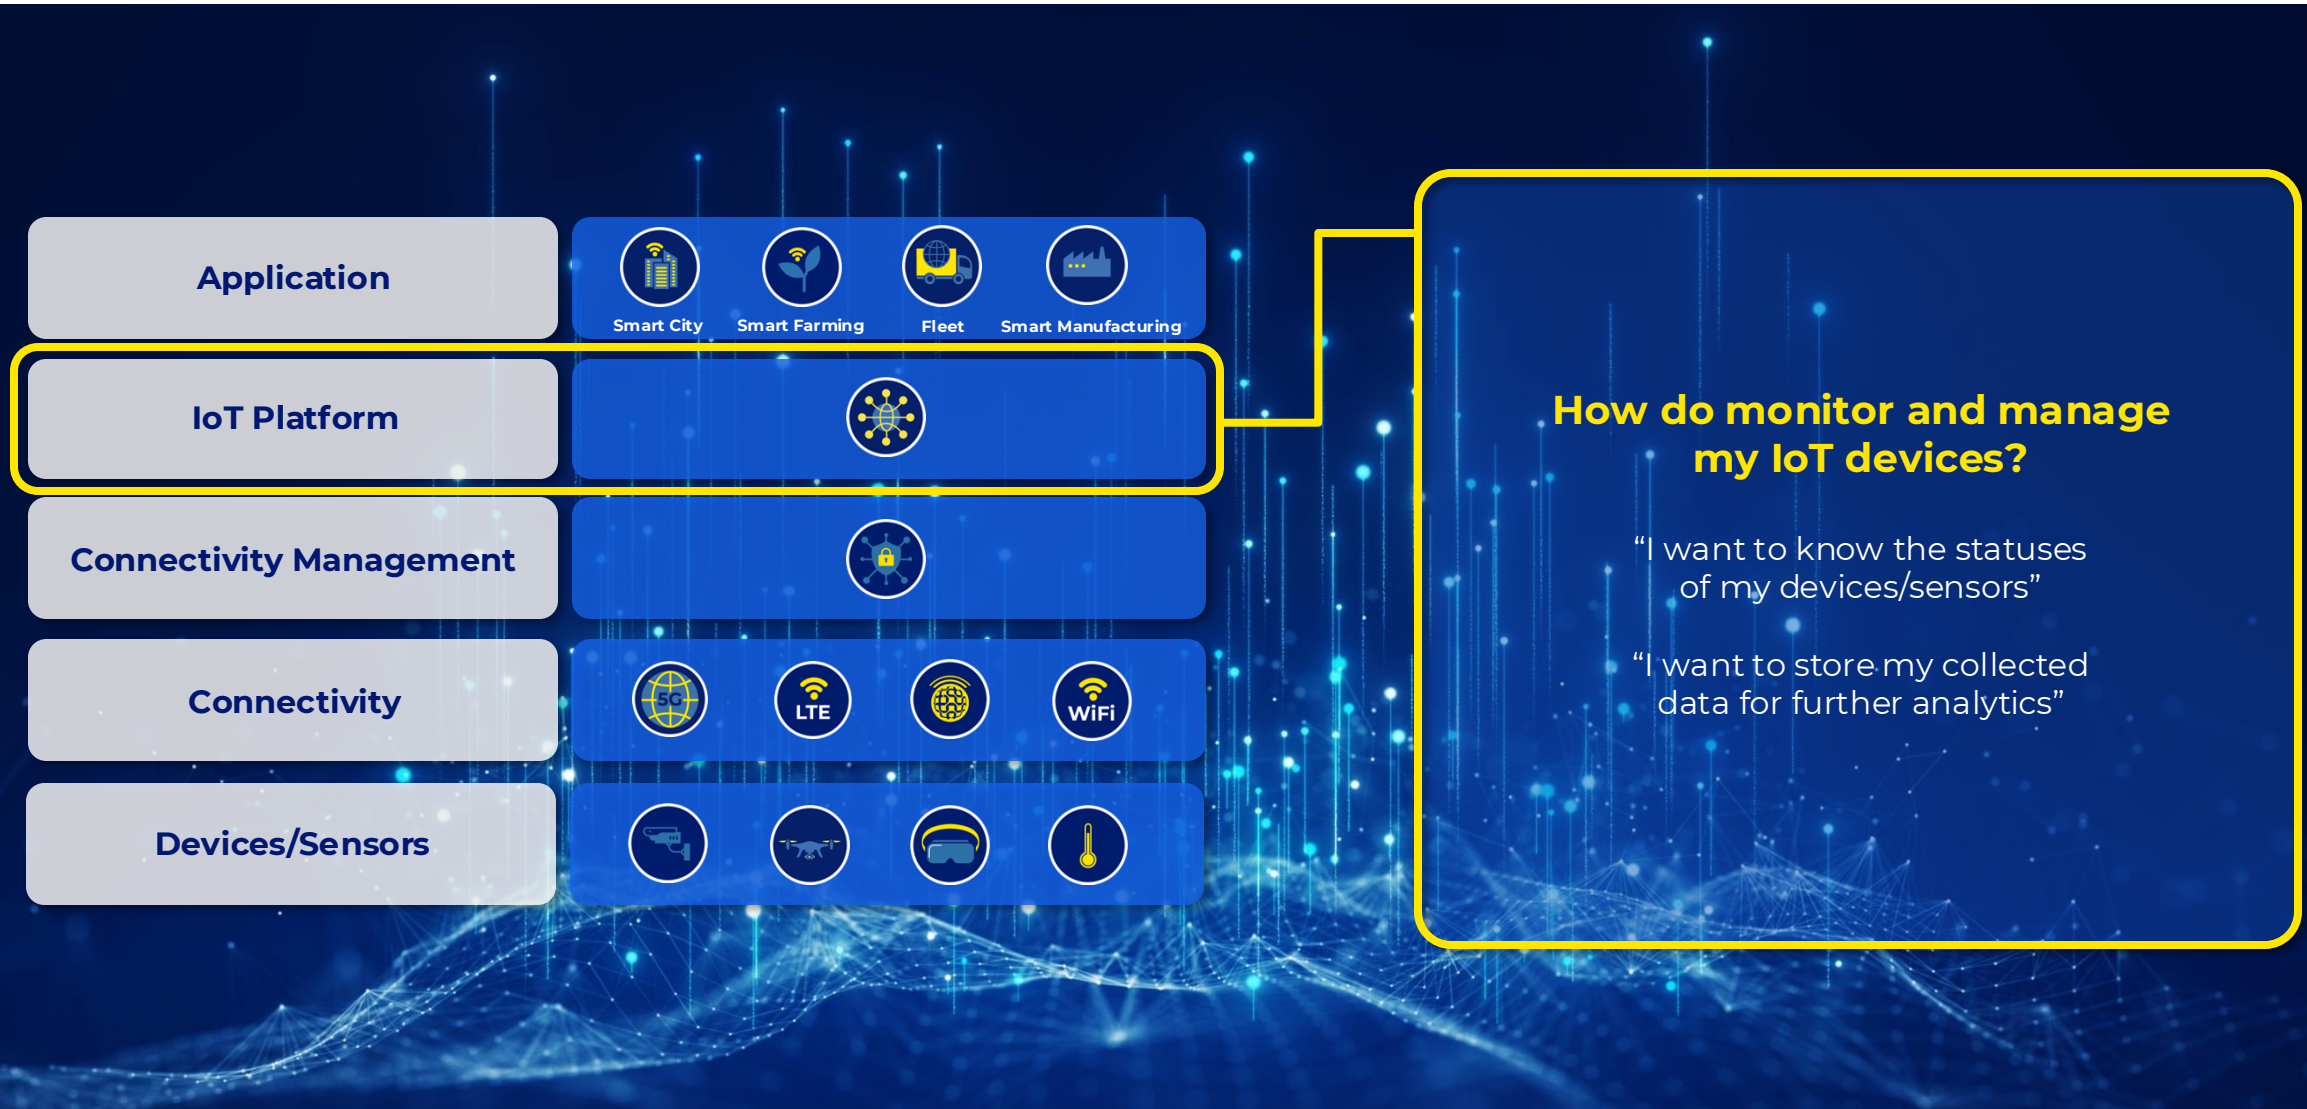 Application
Smart City
Smart Farming
Fleet
Smart Manufacturing
IoT Platform
Connectivity Management
Connectivity
5G
LTE
WiFi
Devices/Sensors
How do monitor and manage
my IoT devices?
“I want to know the statuses
of my devices/sensors”
“I want to store my collected
data for further analytics”